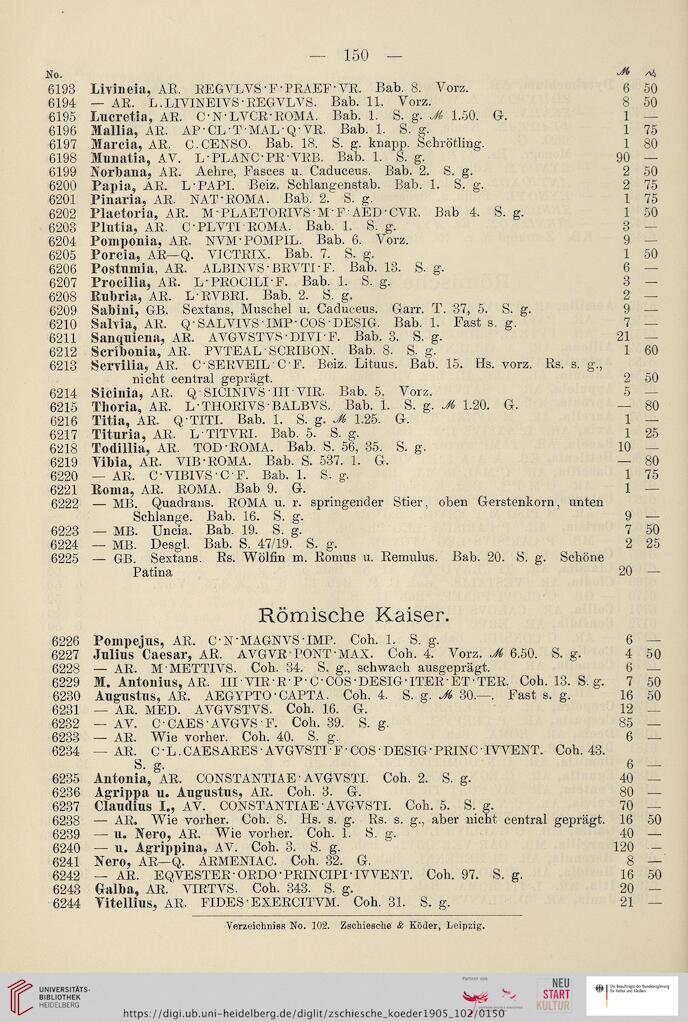 — 150 —
No. ℳ ₰
6193 Livineia, AR. REGVLVS·F·PRAEF·VR. Bab. 8. Vorz. 6 50
6194 — AR. L.LIVINEIVS·REGVLVS. Bab. 11. Vorz. 8 50
6195 Lucretia, AR. C·N·LVCR·ROMA. Bab. 1. S. g. ℳ 1.50. G. 1 —
6196 Mallia, AR. AP·CL·T·MAL·Q·VR. Bab. 1. S. g. 1 75
6197 Marcia, AR. C.CENSO. Bab. 18. S. g. knapp. Schrötling. 1 80
6198 Munatia, AV. L·PLANC·PR·VRB. Bab. 1. S. g. 90 —
6199 Norbana, AR. Aehre, Fasces u. Caduceus. Bab. 2. S. g. 2 50
6200 Papia, AR. L·PAPI. Beiz. Schlangenstab. Bab. 1. S. g. 2 75
6201 Pinaria, AR. NAT·ROMA. Bab. 2. S. g. 1 75
6202 Plaetoria, AR. M·PLAETORIVS·M·F·AED·CVR. Bab 4. S. g. 1 50
6203 Plutia, AR. C·PLVTI ROMA. Bab. 1. S. g. 3 —
6204 Pomponia, AR. NVM·POMPIL. Bab. 6. Vorz. 9 —
6205 Porcia, AR—Q. VICTRIX. Bab. 7. S. g. 1 50
6206 Postumia, AR. ALBINVS·BRVTI·F. Bab. 13. S. g. 6 —
6207 Procilia, AR. L·PROCILI·F. Bab. 1. S. g. 3 —
6208 Rubria, AR. L·RVBRI. Bab. 2. S. g. 2 —
6209 Sabini, GB. Sextans, Muschel u. Caduceus. Garr. T. 37, 5. S. g. 9 —
6210 Salvia, AR. Q·SALVIVS·IMP·COS·DESIG. Bab. 1. Fast s. g. 7 —
6211 Sanquiena, AR. AVGVSTVS·DIVI·F. Bab. 3. S. g. 21 —
6212 Scribonia, AR. PVTEAL·SCRIBON. Bab. 8. S. g. 1 60
6213 Servilia, AR. C·SERVEIL·C·F. Beiz. Lituus. Bab. 15. Hs. vorz. Rs. s. g.,
nicht central geprägt. 2 50
6214 Sicinia, AR. Q·SICINIVS·III·VIR. Bab. 5. Vorz. 5 —
6215 Thoria, AR. L·THORIVS·BALBVS. Bab. 1. S. g. ℳ 1.20. G. — 80
6216 Titia, AR. Q·TITI. Bab. 1. S. g. ℳ 1.25. G. 1 —
6217 Tituria, AR. L·TITVRI. Bab. 5. S. g. 1 25
6218 Todillia, AR. TOD·ROMA. Bab. S. 56, 35. S. g. 10 —
6219 Vibia, AR. VIB·ROMA. Bab. S. 537. 1. G. — 80
6220 — AR. C·VIBIVS·C·F. Bab. 1. S. g. 1 75
6221 Roma, AR. ROMA. Bab 9. G. 1 —
6222 — MB. Quadrans. ROMA u. r. springender Stier, oben Gerstenkorn, unten
Schlange. Bab. 16. S. g. 9 —
6223 — MB. Uncia. Bab. 19. S. g. 7 50
6224 — MB. Desgl. Bab. S. 47/19. S. g. 2 25
6225 — GB. Sextans. Rs. Wölfin m. Romus u. Remulus. Bab. 20. S. g. Schöne
Patina 20 —
Römische Kaiser.
6226 Pompejus, AR. C·N·MAGNVS·IMP. Coh. 1. S. g. 6 —
6227 Julius Caesar, AR. AVGVR·PONT·MAX. Coh. 4. Vorz. ℳ 6.50. S. g. 4 50
6228 — AR. M·METTIVS. Coh. 34. S. g., schwach ausgeprägt. 6 —
6229 M. Antonius, AR. III·VIR·R·P·C·COS·DESIG·ITER·ET·TER. Coh. 13. S. g. 7 50
6230 Augustus, AR. AEGYPTO·CAPTA. Coh. 4. S. g. ℳ 30.—. Fast s. g. 16 50
6231 — AR. MED. AVGVSTVS. Coh. 16. G. 12 —
6232 — AV. C·CAES·AVGVS·F. Coh. 39. S. g. 85 —
6233 — AR. Wie vorher. Coh. 40. S. g. 6 —
6234 — AR. C·L.CAESARES·AVGVSTI·F·COS·DESIG·PRINC·IVVENT. Coh. 43.
S. g. 6 —
6235 Antonia, AR. CONSTANTIAE·AVGVSTI. Coh. 2. S. g. 40 —
6236 Agrippa u. Augustus, AR. Coh. 3. G. 80 —
6237 Claudius I., AV. CONSTANTIAE·AVGVSTI. Coh. 5. S. g. 70 —
6238 — AR. Wie vorher. Coh. 8. Hs. s. g. Rs. s. g., aber nicht central geprägt. 16 50
6239 — u. Nero, AR. Wie vorher. Coh. 1. S. g. 40 —
6240 — u. Agrippina, AV. Coh. 3. S. g. 120 —
6241 Nero, AR—Q. ARMENIAC. Coh. 32. G. 8 —
6242 — AR. EQVESTER·ORDO·PRINCIPI·IVVENT. Coh. 97. S. g. 16 50
6243 Galba, AR. VIRTVS. Coh. 343. S. g. 20 —
6244 Vitellius, AR. FIDES·EXERCITVM. Coh. 31. S. g. 21 —
Verzeichniss No. 102. Zschiesche & Köder, Leipzig.
UNIVERSITÄTS-
BIBLIOTHEK
HEIDELBERG
https://digi.ub.uni-heidelberg.de/diglit/zschiesche_koeder1905_102/0150
Partner von
NEU
START
KULTUR
Die Beauftragte der Bundesregierung
für Kultur und Medien